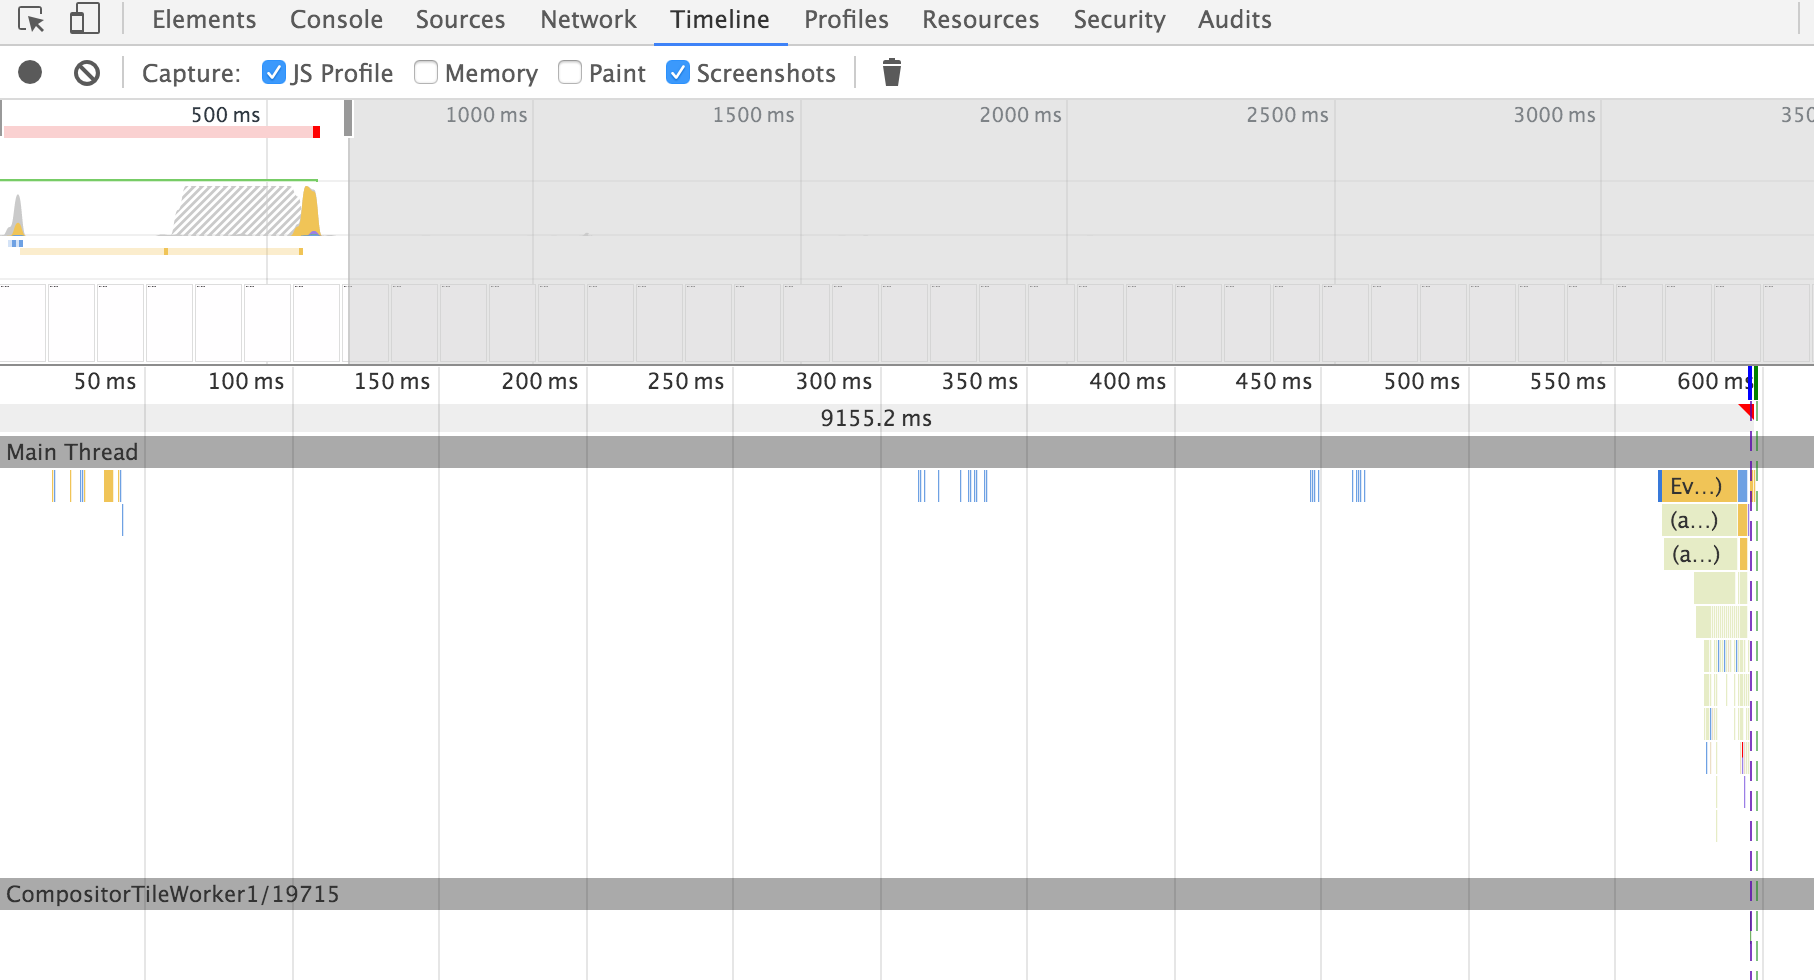 Elements Console Sources Network Timeline Profiles Resources Security Audits
Capture: JS Profile Memory Paint Screenshots
500 ms 1000 ms 1500 ms 2000 ms 2500 ms 3000 ms 350
50 ms 100 ms 150 ms 200 ms 250 ms 300 ms 350 ms 400 ms 450 ms 500 ms 550 ms 600 ms
9155.2 ms
Main Thread
Ev...)
(a...)
(a...)
CompositorTileWorker1/19715